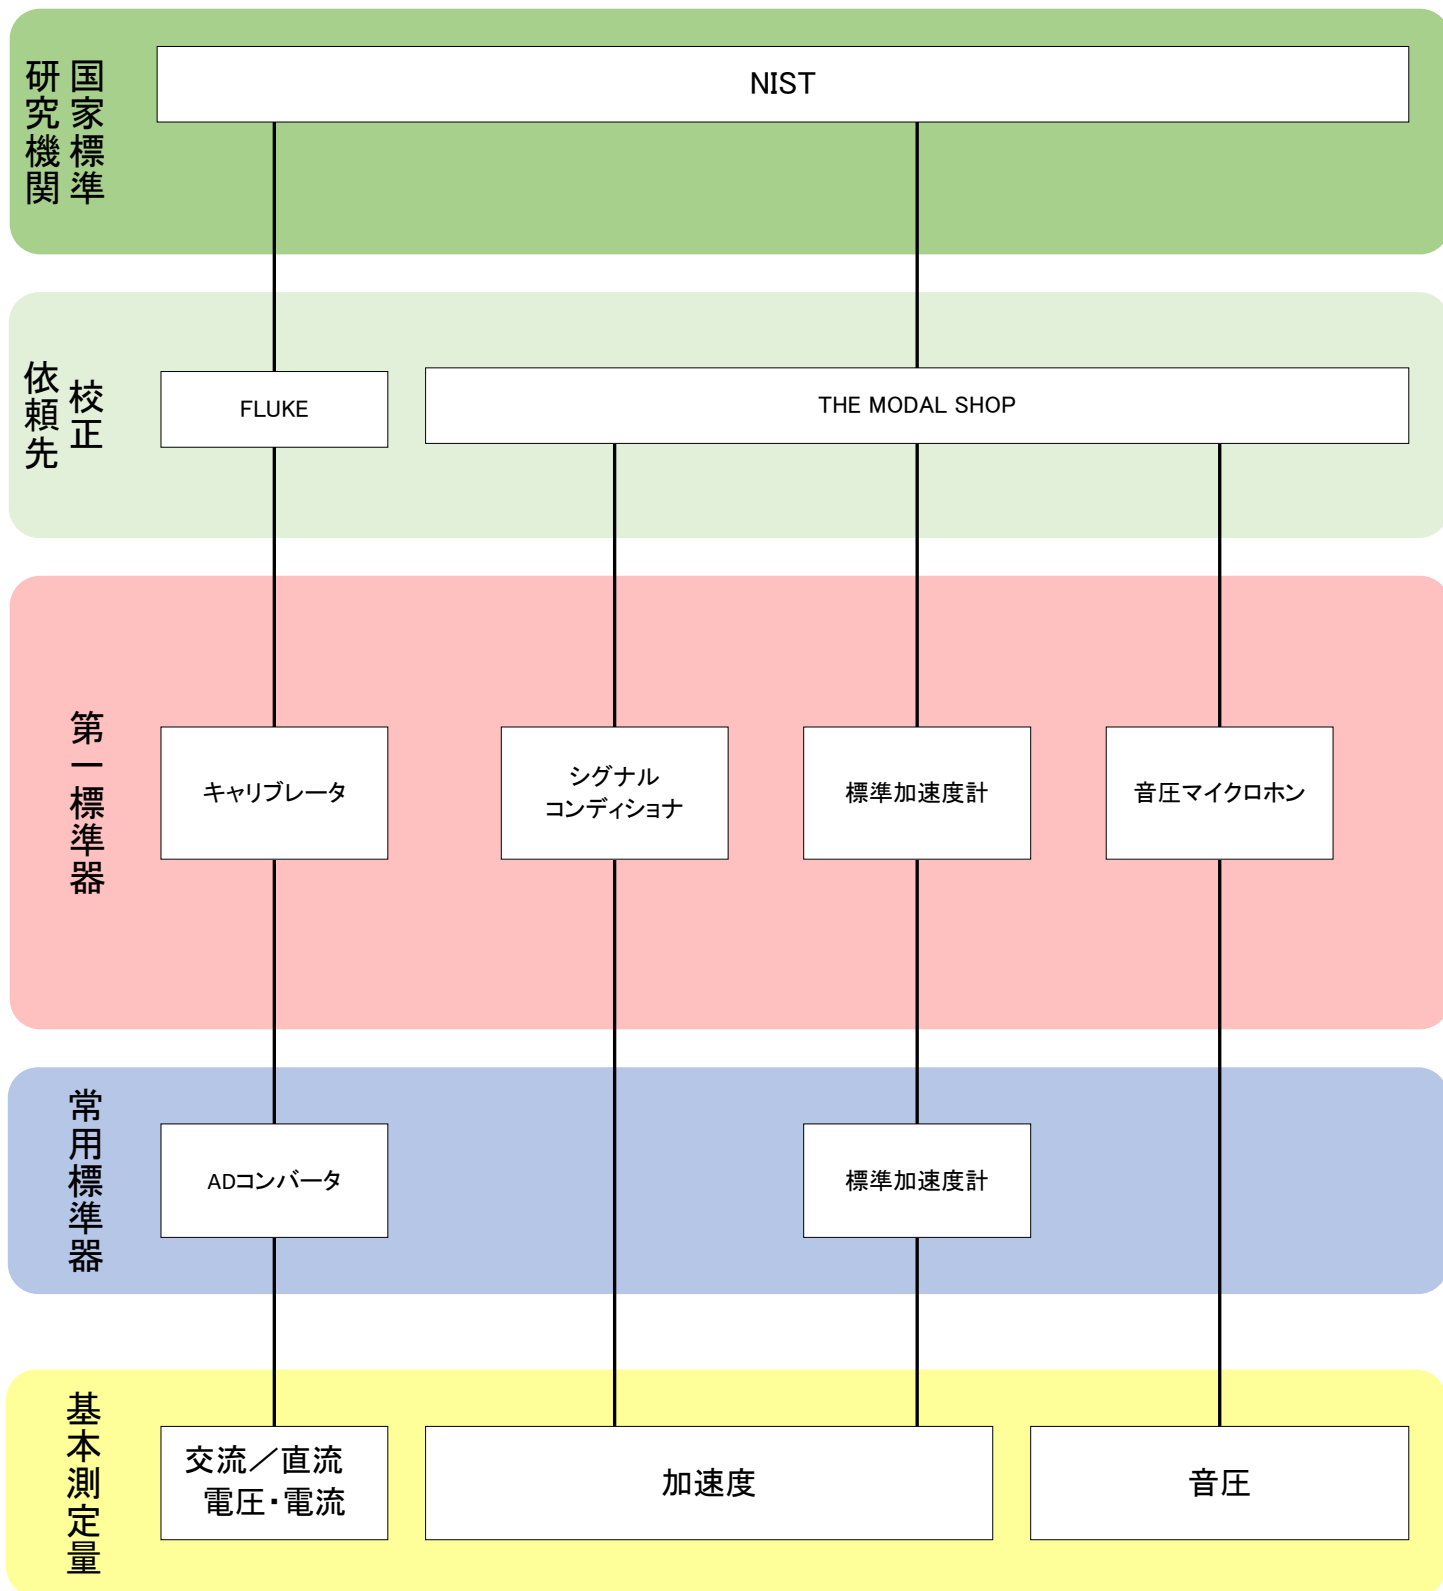 国家標準
研究機関
NIST
校正
依頼先
FLUKE
THE MODAL SHOP
第一標準器
キャリブレータ
シグナル
コンディショナ
標準加速度計
音圧マイクロホン
常用標準器
ADコンバータ
標準加速度計
基本測定量
交流／直流
電圧・電流
加速度
音圧